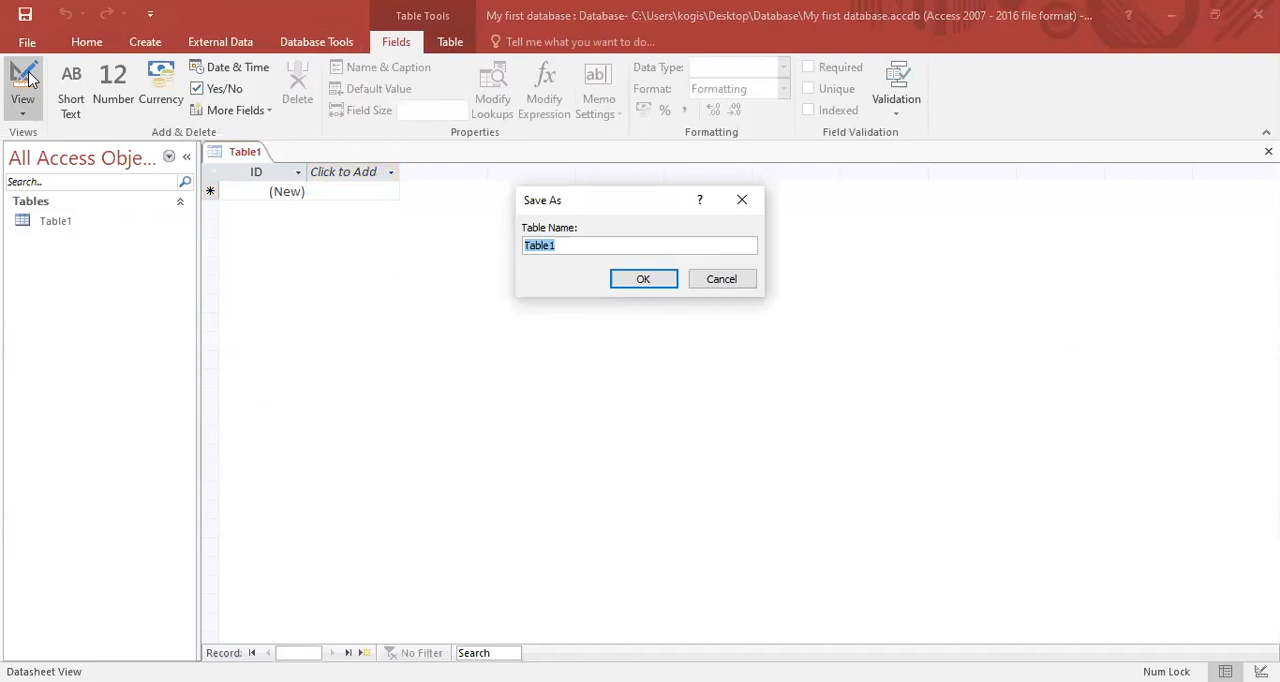 Table Tools
My first database : Database- C:\Users\kogis\Desktop\Database\My first database.accdb (Access 2007 - 2016 file format) -...
?
File Home Create External Data Database Tools Fields Table Tell me what you want to do...
View
Views
AB Short Text
12 Number
Currency
Date & Time
Yes/No
More Fields
Delete
Add & Delete
Name & Caption
Default Value
Field Size
Modify Lookups
fx Modify Expression
ab Memo Settings
Properties
Data Type:
Format: Formatting
% ,
Formatting
Required
Unique
Indexed
Validation
Field Validation
All Access Obje...
Search...
Tables
Table1
Table1
ID Click to Add
(New)
Save As ?
Table Name:
Table1
OK Cancel
Record: No Filter Search
Datasheet View Num Lock